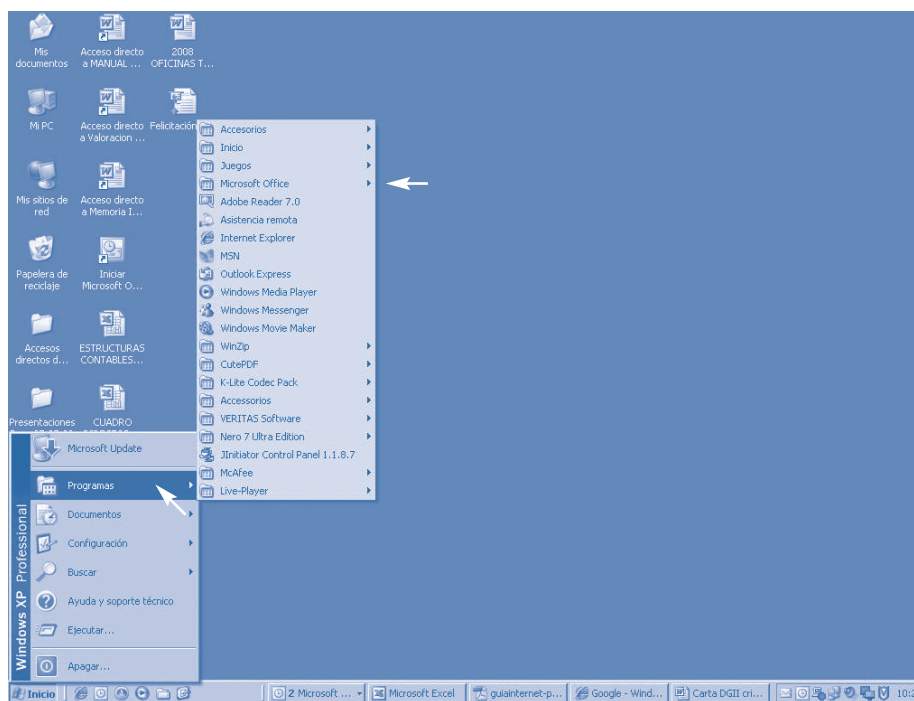 Mis
documentos
Acceso directo
a MANUAL ...
2008
OFICINAS T...
Mi PC
Acceso directo
a Valoracion ...
Felicitación
Mis sitios de
red
Acceso directo
a Memoria I...
Papelera de
reciclaje
Iniciar
Microsoft O...
Accesos
directos d...
ESTRUCTURAS
CONTABLES...
Presentaciones
CUADRO
Accesorios
Inicio
Juegos
Microsoft Office
Adobe Reader 7.0
Asistencia remota
Internet Explorer
MSN
Outlook Express
Windows Media Player
Windows Messenger
Windows Movie Maker
WinZip
CutePDF
K-Lite Codec Pack
Accessorios
VERITAS Software
Nero 7 Ultra Edition
JInitiator Control Panel 1.1.8.7
McAfee
Live-Player
Windows XP Professional
Microsoft Update
Programas
Documentos
Configuración
Buscar
Ayuda y soporte técnico
Ejecutar...
Apagar...
Inicio
2 Microsoft ...
Microsoft Excel
guiainternet-p...
Google - Wind...
Carta DGII cri...
10:2